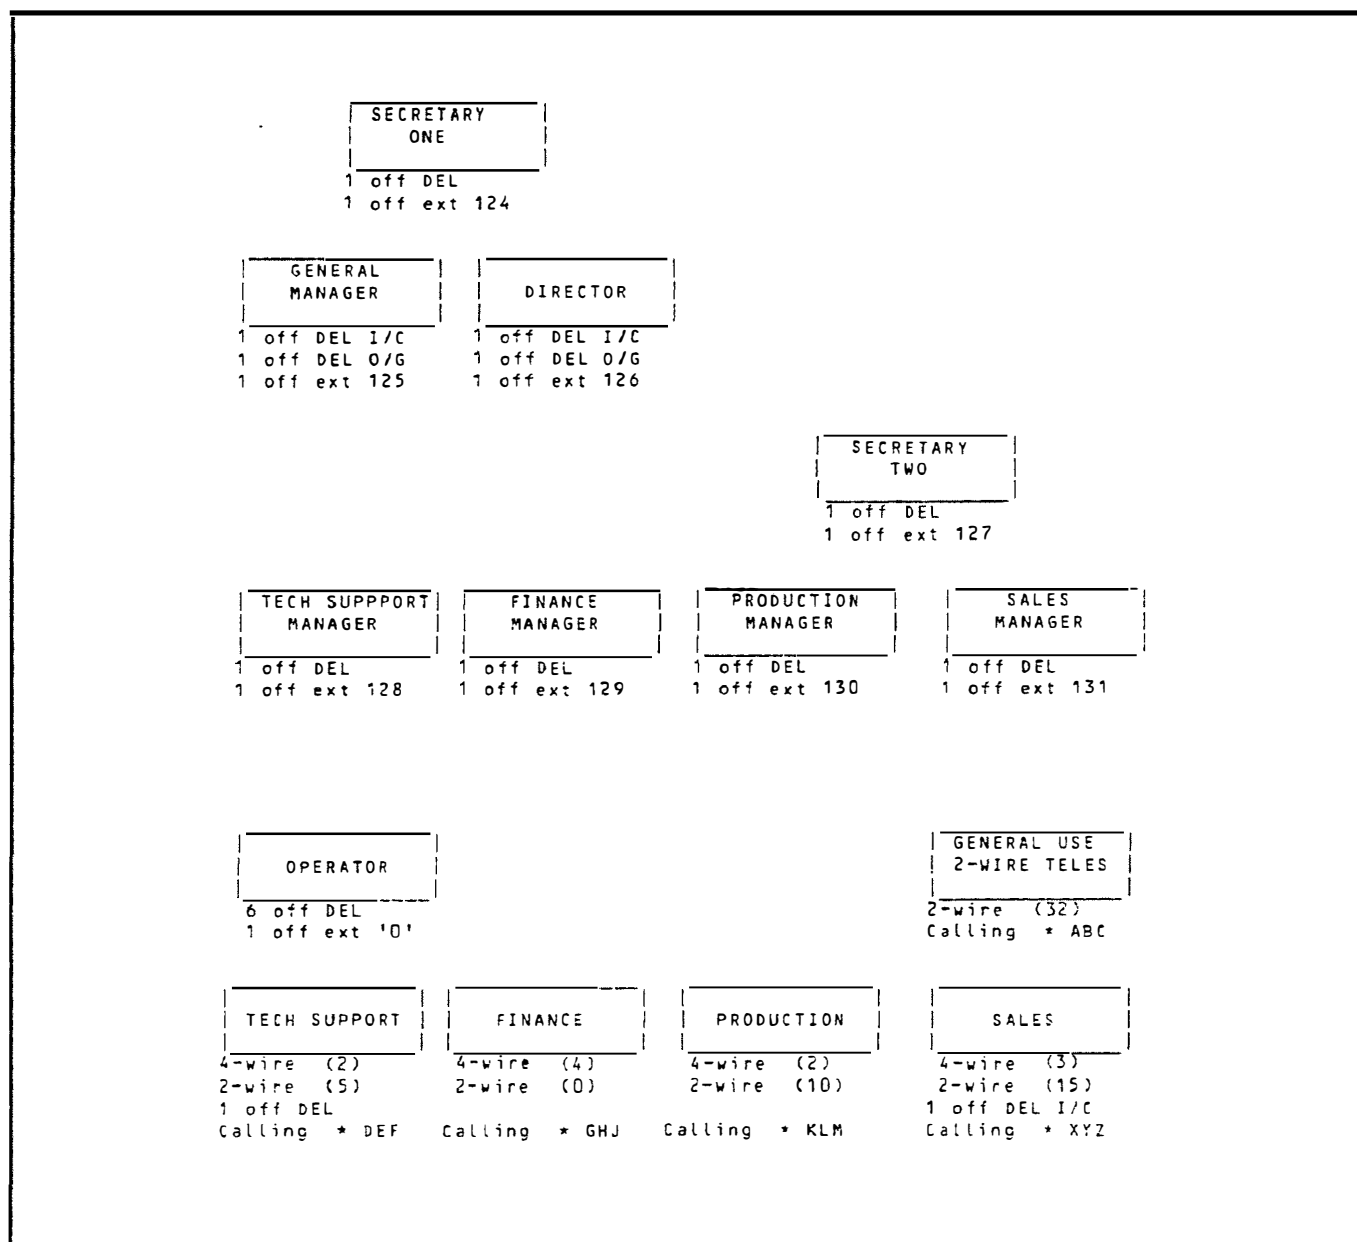 SECRETARY
ONE
1 off DEL
1 off ext 124
GENERAL
MANAGER
1 off DEL I/C
1 off DEL O/G
1 off ext 125
DIRECTOR
1 off DEL I/C
1 off DEL O/G
1 off ext 126
SECRETARY
TWO
1 off DEL
1 off ext 127
TECH SUPPPORT
MANAGER
1 off DEL
1 off ext 128
FINANCE
MANAGER
1 off DEL
1 off ext 129
PRODUCTION
MANAGER
1 off DEL
1 off ext 130
SALES
MANAGER
1 off DEL
1 off ext 131
OPERATOR
6 off DEL
1 off ext '0'
GENERAL USE
2-WIRE TELES
2-wire (32)
Calling * ABC
TECH SUPPORT
4-wire (2)
2-wire (5)
1 off DEL
Calling * DEF
FINANCE
4-wire (4)
2-wire (0)
Calling * GHJ
PRODUCTION
4-wire (2)
2-wire (10)
Calling * KLM
SALES
4-wire (3)
2-wire (15)
1 off DEL I/C
Calling * XYZ